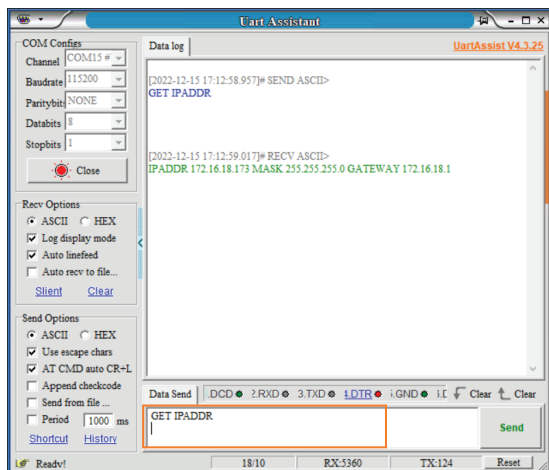 Uart Assistant
COM Configs
Channel COM15 #
Baudrate 115200
Paritybits NONE
Databits 8
Stopbits 1
Close
Recv Options
ASCII HEX
Log display mode
Auto linefeed
Auto recv to file...
Slient Clear
Send Options
ASCII HEX
Use escape chars
AT CMD auto CR+L
Append checkcode
Send from file ...
Period 1000 ms
Shortcut History
Data log
UartAssist V4.3.25
[2022-12-15 17:12:58.957]# SEND ASCII>
GET IPADDR
[2022-12-15 17:12:59.017]# RECV ASCII>
IPADDR 172.16.18.173 MASK 255.255.255.0 GATEWAY 172.16.18.1
Data Send .DCD 2.RXD 3.TXD 4.DTR 5.GND Clear Clear
GET IPADDR
Send
Ready! 18/10 RX:5360 TX:124 Reset